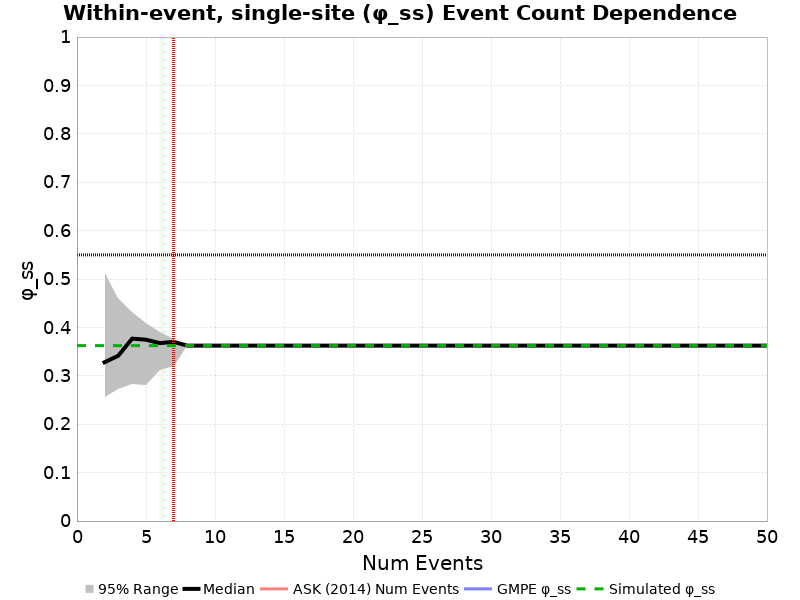 Within-event, single-site (φ_ss) Event Count Dependence
1
0.9
0.8
0.7
0.6
0.5
0.4
0.3
0.2
0.1
0
φ_ss
0 5 10 15 20 25 30 35 40 45 50
Num Events
95% Range Median ASK (2014) Num Events GMPE φ_ss Simulated φ_ss